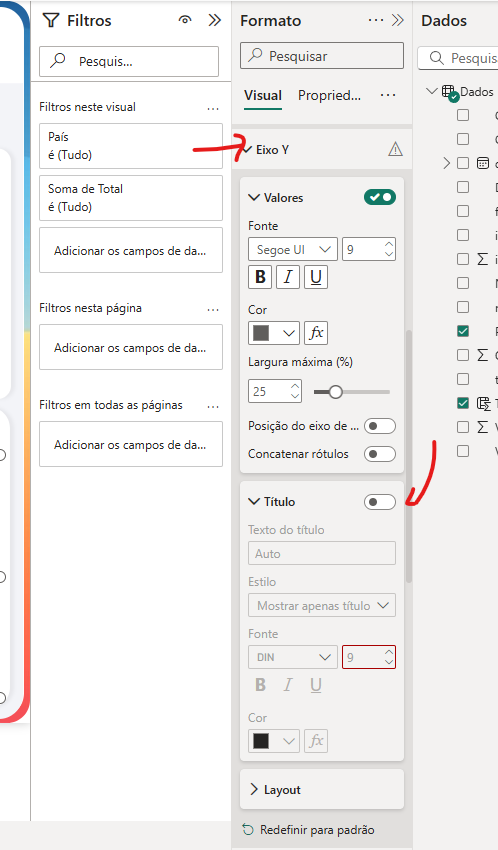 Filtros
Pesquis...
Filtros neste visual
País
é (Tudo)
Soma de Total
é (Tudo)
Adicionar os campos de da...
Filtros nesta página
Adicionar os campos de da...
Filtros em todas as páginas
Adicionar os campos de da...
Formato
Pesquisar
Visual
Propried...
Eixo Y
Valores
Fonte
Segoe UI
9
B I U
Cor
fx
Largura máxima (%)
25
Posição do eixo de ...
Concatenar rótulos
Título
Texto do título
Auto
Estilo
Mostrar apenas título
Fonte
DIN
9
B I U
Cor
fx
Layout
Redefinir para padrão
Dados
Pesquis
Dados